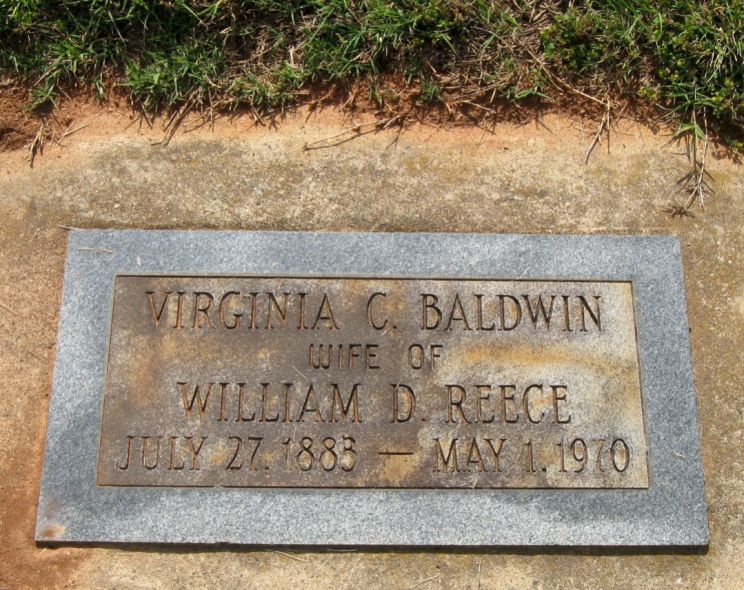 VIRGINIA C. BALDWIN
WIFE OF
WILLIAM D. REECE
JULY 27. 1883 — MAY 1. 1970